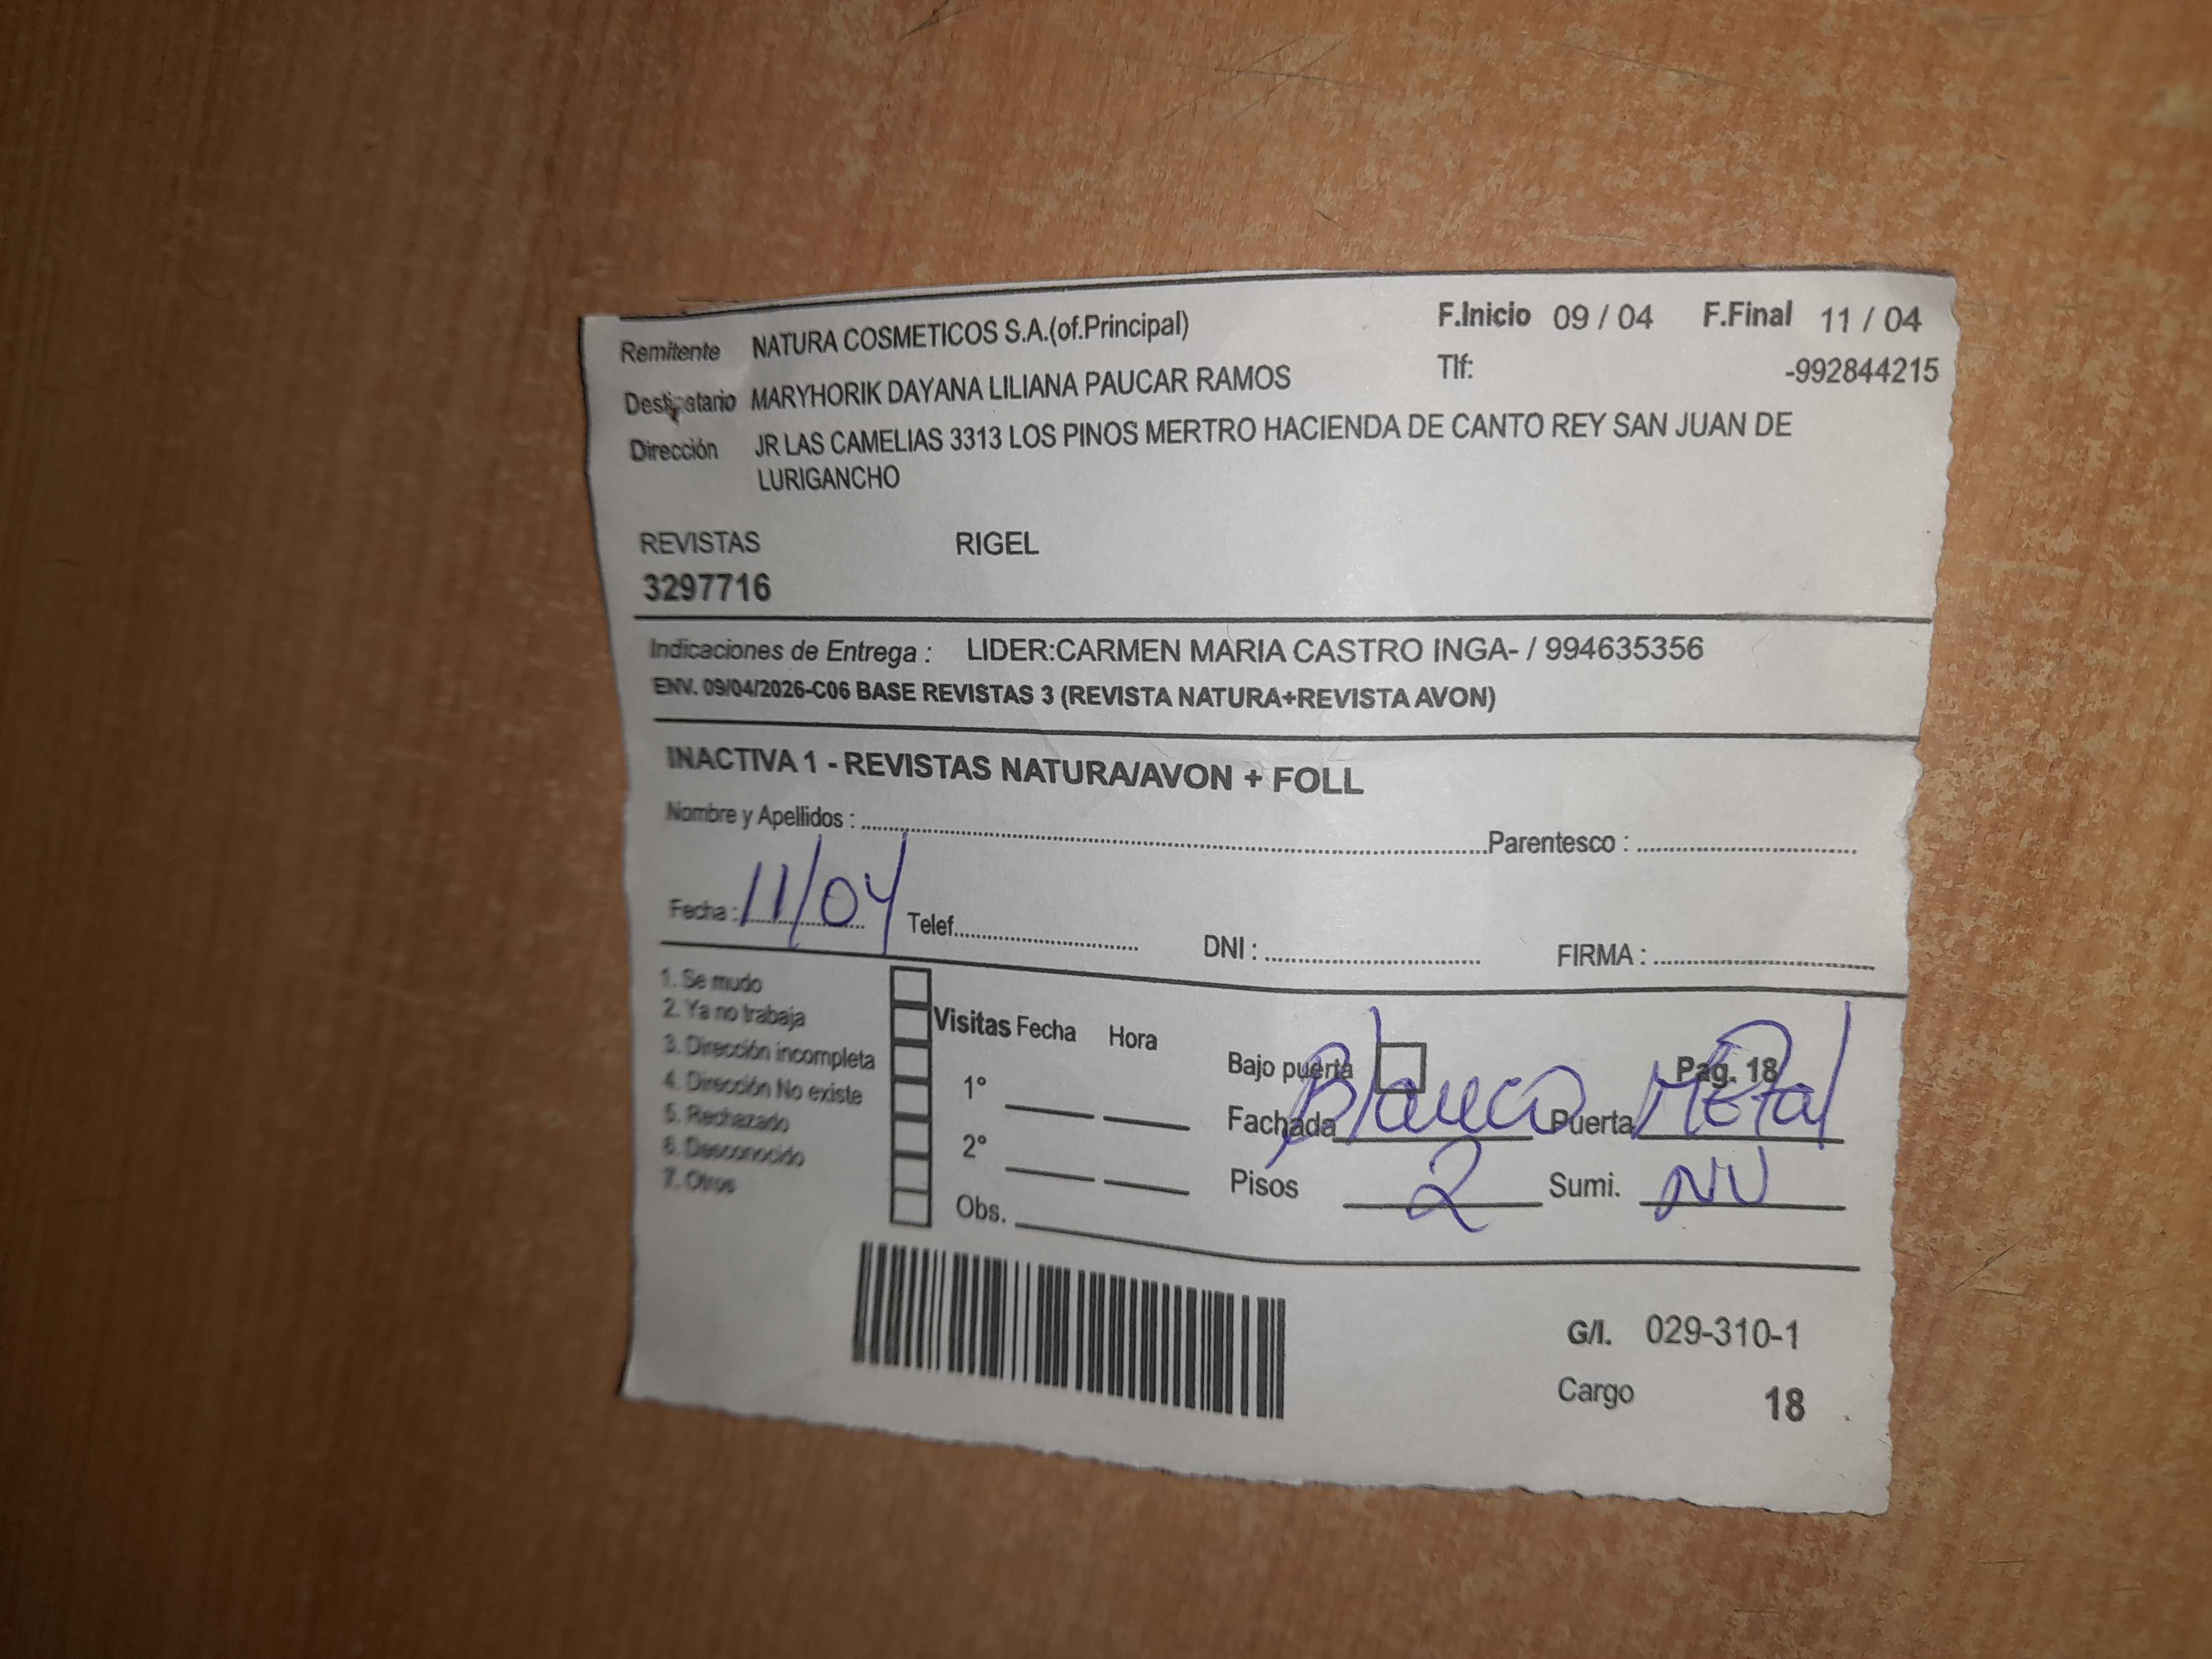 Remitente NATURA COSMETICOS S.A.(of.Principal) F.Inicio 09 / 04 F.Final 11 / 04
Destinatario MARYHORIK DAYANA LILIANA PAUCAR RAMOS Tlf: -992844215
Dirección JR LAS CAMELIAS 3313 LOS PINOS MERTRO HACIENDA DE CANTO REY SAN JUAN DE
LURIGANCHO
REVISTAS RIGEL
3297716
Indicaciones de Entrega : LIDER:CARMEN MARIA CASTRO INGA- / 994635356
ENV. 09/04/2026-C06 BASE REVISTAS 3 (REVISTA NATURA+REVISTA AVON)
INACTIVA 1 - REVISTAS NATURA/AVON + FOLL
Nombre y Apellidos : Parentesco :
Fecha : 11/04 Telef. DNI : FIRMA :
1. Se mudo
2. Ya no trabaja
3. Dirección incompleta
4. Dirección No existe
5. Rechazado
6. Desconocido
7. Otros
Visitas Fecha Hora
1°
2°
Obs.
Bajo puerta Pag. 18
Fachada Blanco Puerta Metal
Pisos 2 Sumi. NU
G/I. 029-310-1
Cargo 18